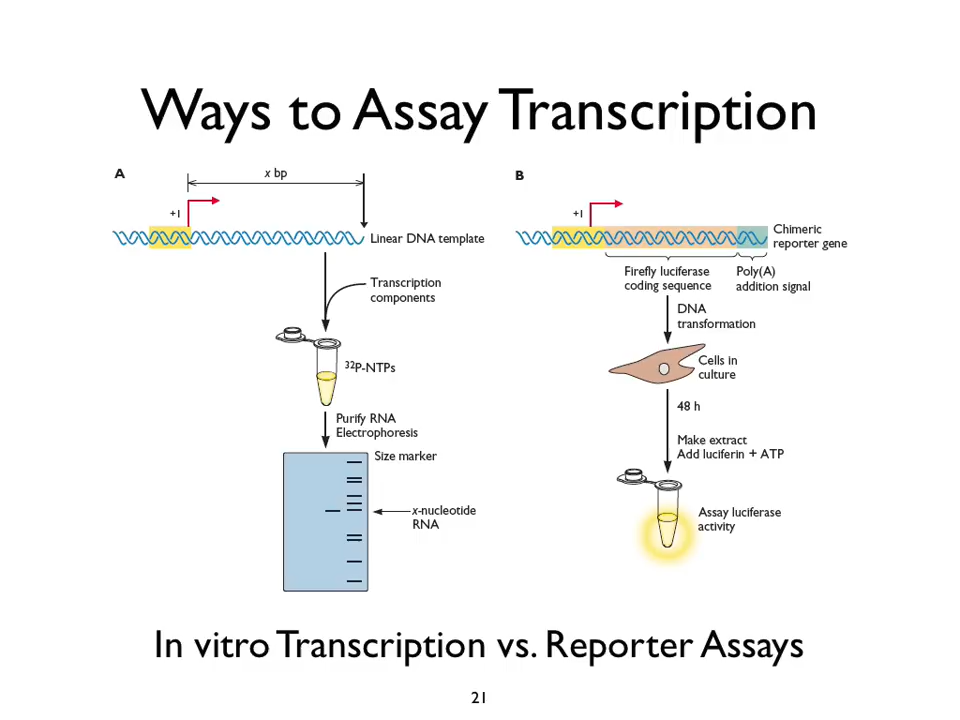 Ways to Assay Transcription
A
x bp
+1
Linear DNA template
Transcription
components
32P-NTPs
Purify RNA
Electrophoresis
Size marker
x-nucleotide
RNA
B
+1
Chimeric
reporter gene
Firefly luciferase
coding sequence
Poly(A)
addition signal
DNA
transformation
Cells in
culture
48 h
Make extract
Add luciferin + ATP
Assay luciferase
activity
In vitro Transcription vs. Reporter Assays
21